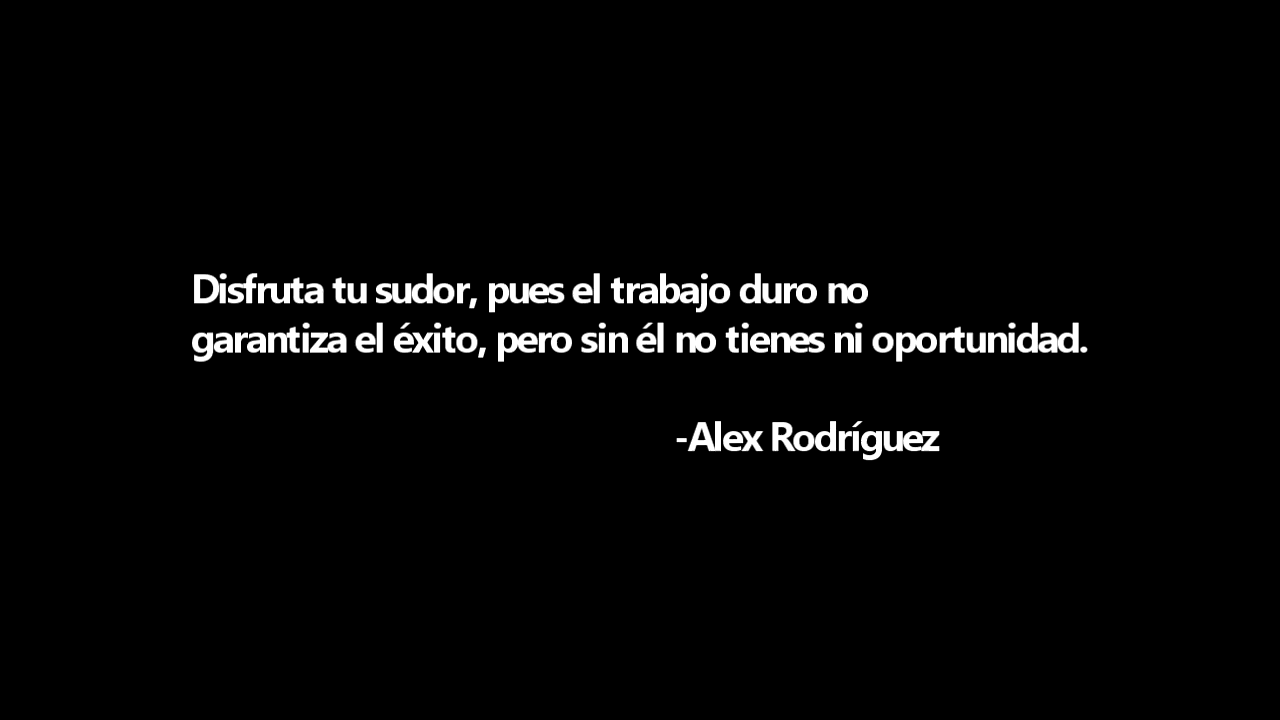 Disfruta tu sudor, pues el trabajo duro no
garantiza el éxito, pero sin él no tienes ni oportunidad.
-Alex Rodríguez